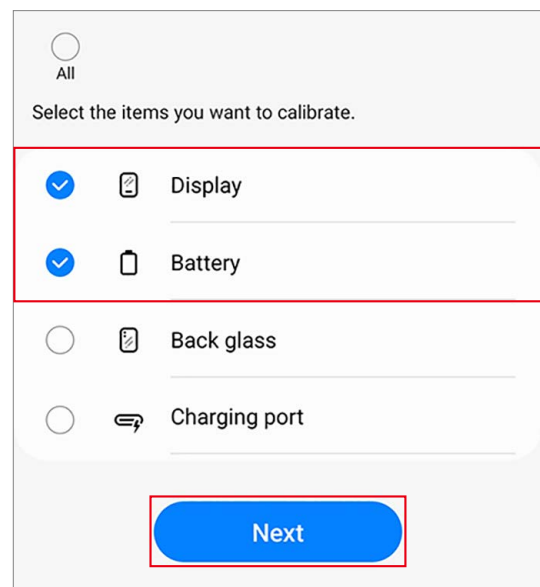 All
Select the items you want to calibrate.
Display
Battery
Back glass
Charging port
Next